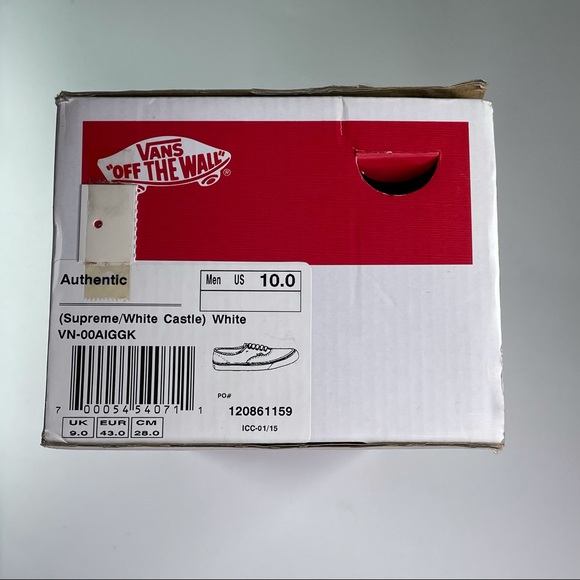 VANS
"OFF THE WALL"®
Authentic
Men US 10.0
(Supreme/White Castle) White
VN-00AIGGK
7 00054 54071 1
PO#
120861159
UK EUR CM
9.0 43.0 28.0
ICC-01/15